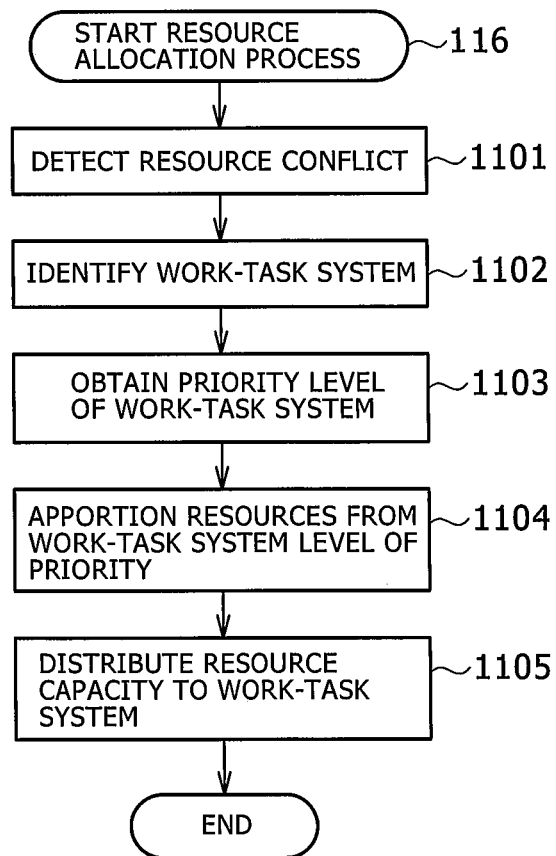 START RESOURCE
ALLOCATION PROCESS
116
DETECT RESOURCE CONFLICT
1101
IDENTIFY WORK-TASK SYSTEM
1102
OBTAIN PRIORITY LEVEL
OF WORK-TASK SYSTEM
1103
APPORTION RESOURCES FROM
WORK-TASK SYSTEM LEVEL OF
PRIORITY
1104
DISTRIBUTE RESOURCE
CAPACITY TO WORK-TASK
SYSTEM
1105
END